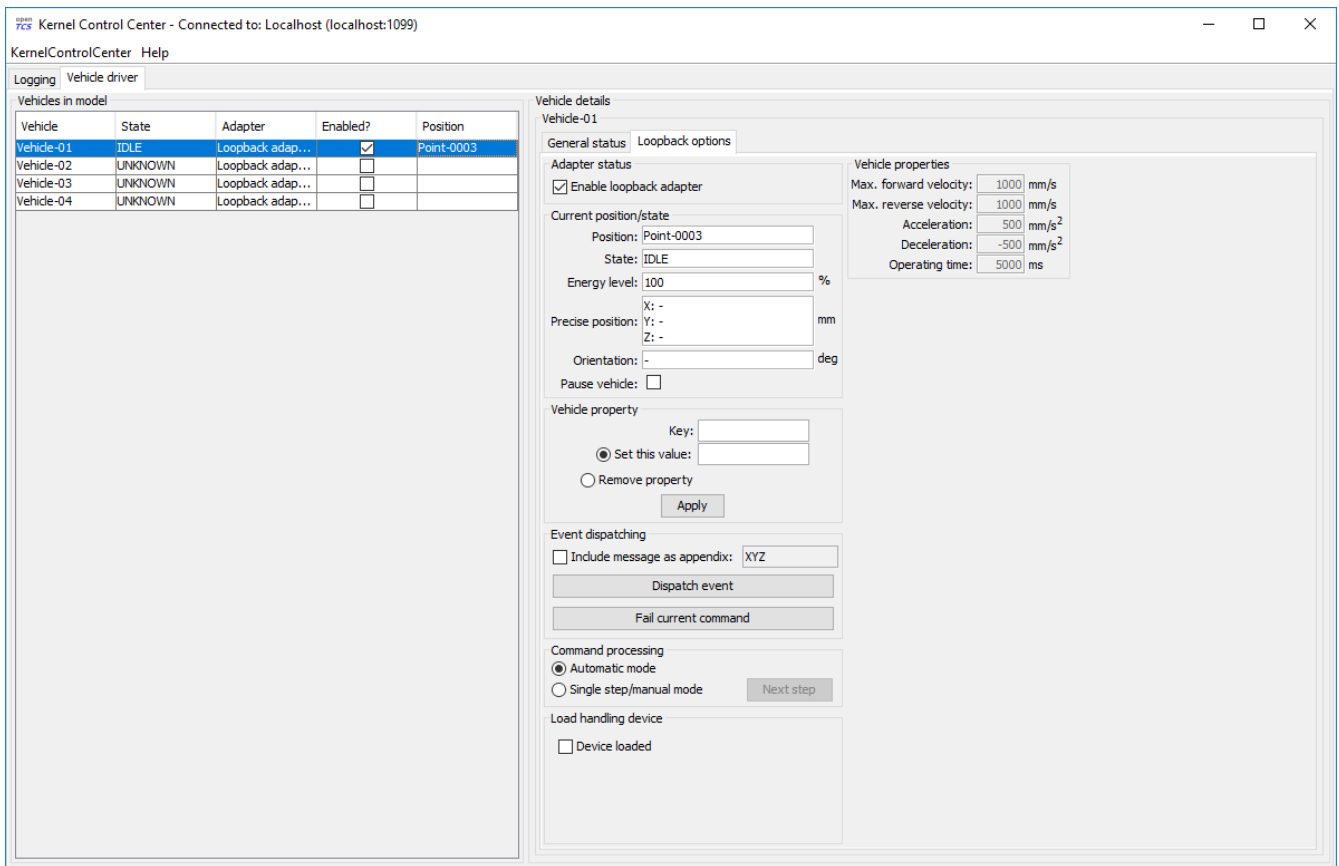 open TCS Kernel Control Center - Connected to: Localhost (localhost:1099)
KernelControlCenter Help
Logging Vehicle driver
Vehicles in model
Vehicle State Adapter Enabled? Position
Vehicle-01 IDLE Loopback adap... Point-0003
Vehicle-02 UNKNOWN Loopback adap...
Vehicle-03 UNKNOWN Loopback adap...
Vehicle-04 UNKNOWN Loopback adap...
Vehicle details
Vehicle-01
General status Loopback options
Adapter status
Enable loopback adapter
Current position/state
Position: Point-0003
State: IDLE
Energy level: 100 %
Precise position: X: -
Y: -
Z: -
mm
Orientation: - deg
Pause vehicle:
Vehicle property
Key:
Set this value:
Remove property
Apply
Event dispatching
Include message as appendix: XYZ
Dispatch event
Fail current command
Command processing
Automatic mode
Single step/manual mode Next step
Load handling device
Device loaded
Vehicle properties
Max. forward velocity: 1000 mm/s
Max. reverse velocity: 1000 mm/s
Acceleration: 500 mm/s²
Deceleration: -500 mm/s²
Operating time: 5000 ms